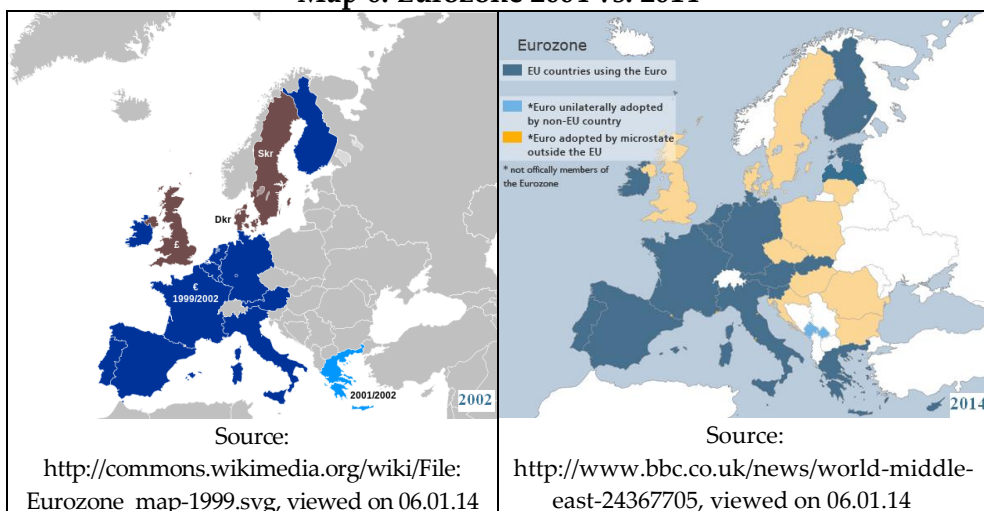 Map 6: Eurozone 2001 vs. 2014
Skr
Dkr
£
€
1999/2002
2001/2002
2002
Source:
http://commons.wikimedia.org/wiki/File:
Eurozone_map-1999.svg, viewed on 06.01.14
Eurozone
EU countries using the Euro
*Euro unilaterally adopted
by non-EU country
*Euro adopted by microstate
outside the EU
* not offically members of
the Eurozone
2014
Source:
http://www.bbc.co.uk/news/world-middle-
east-24367705, viewed on 06.01.14